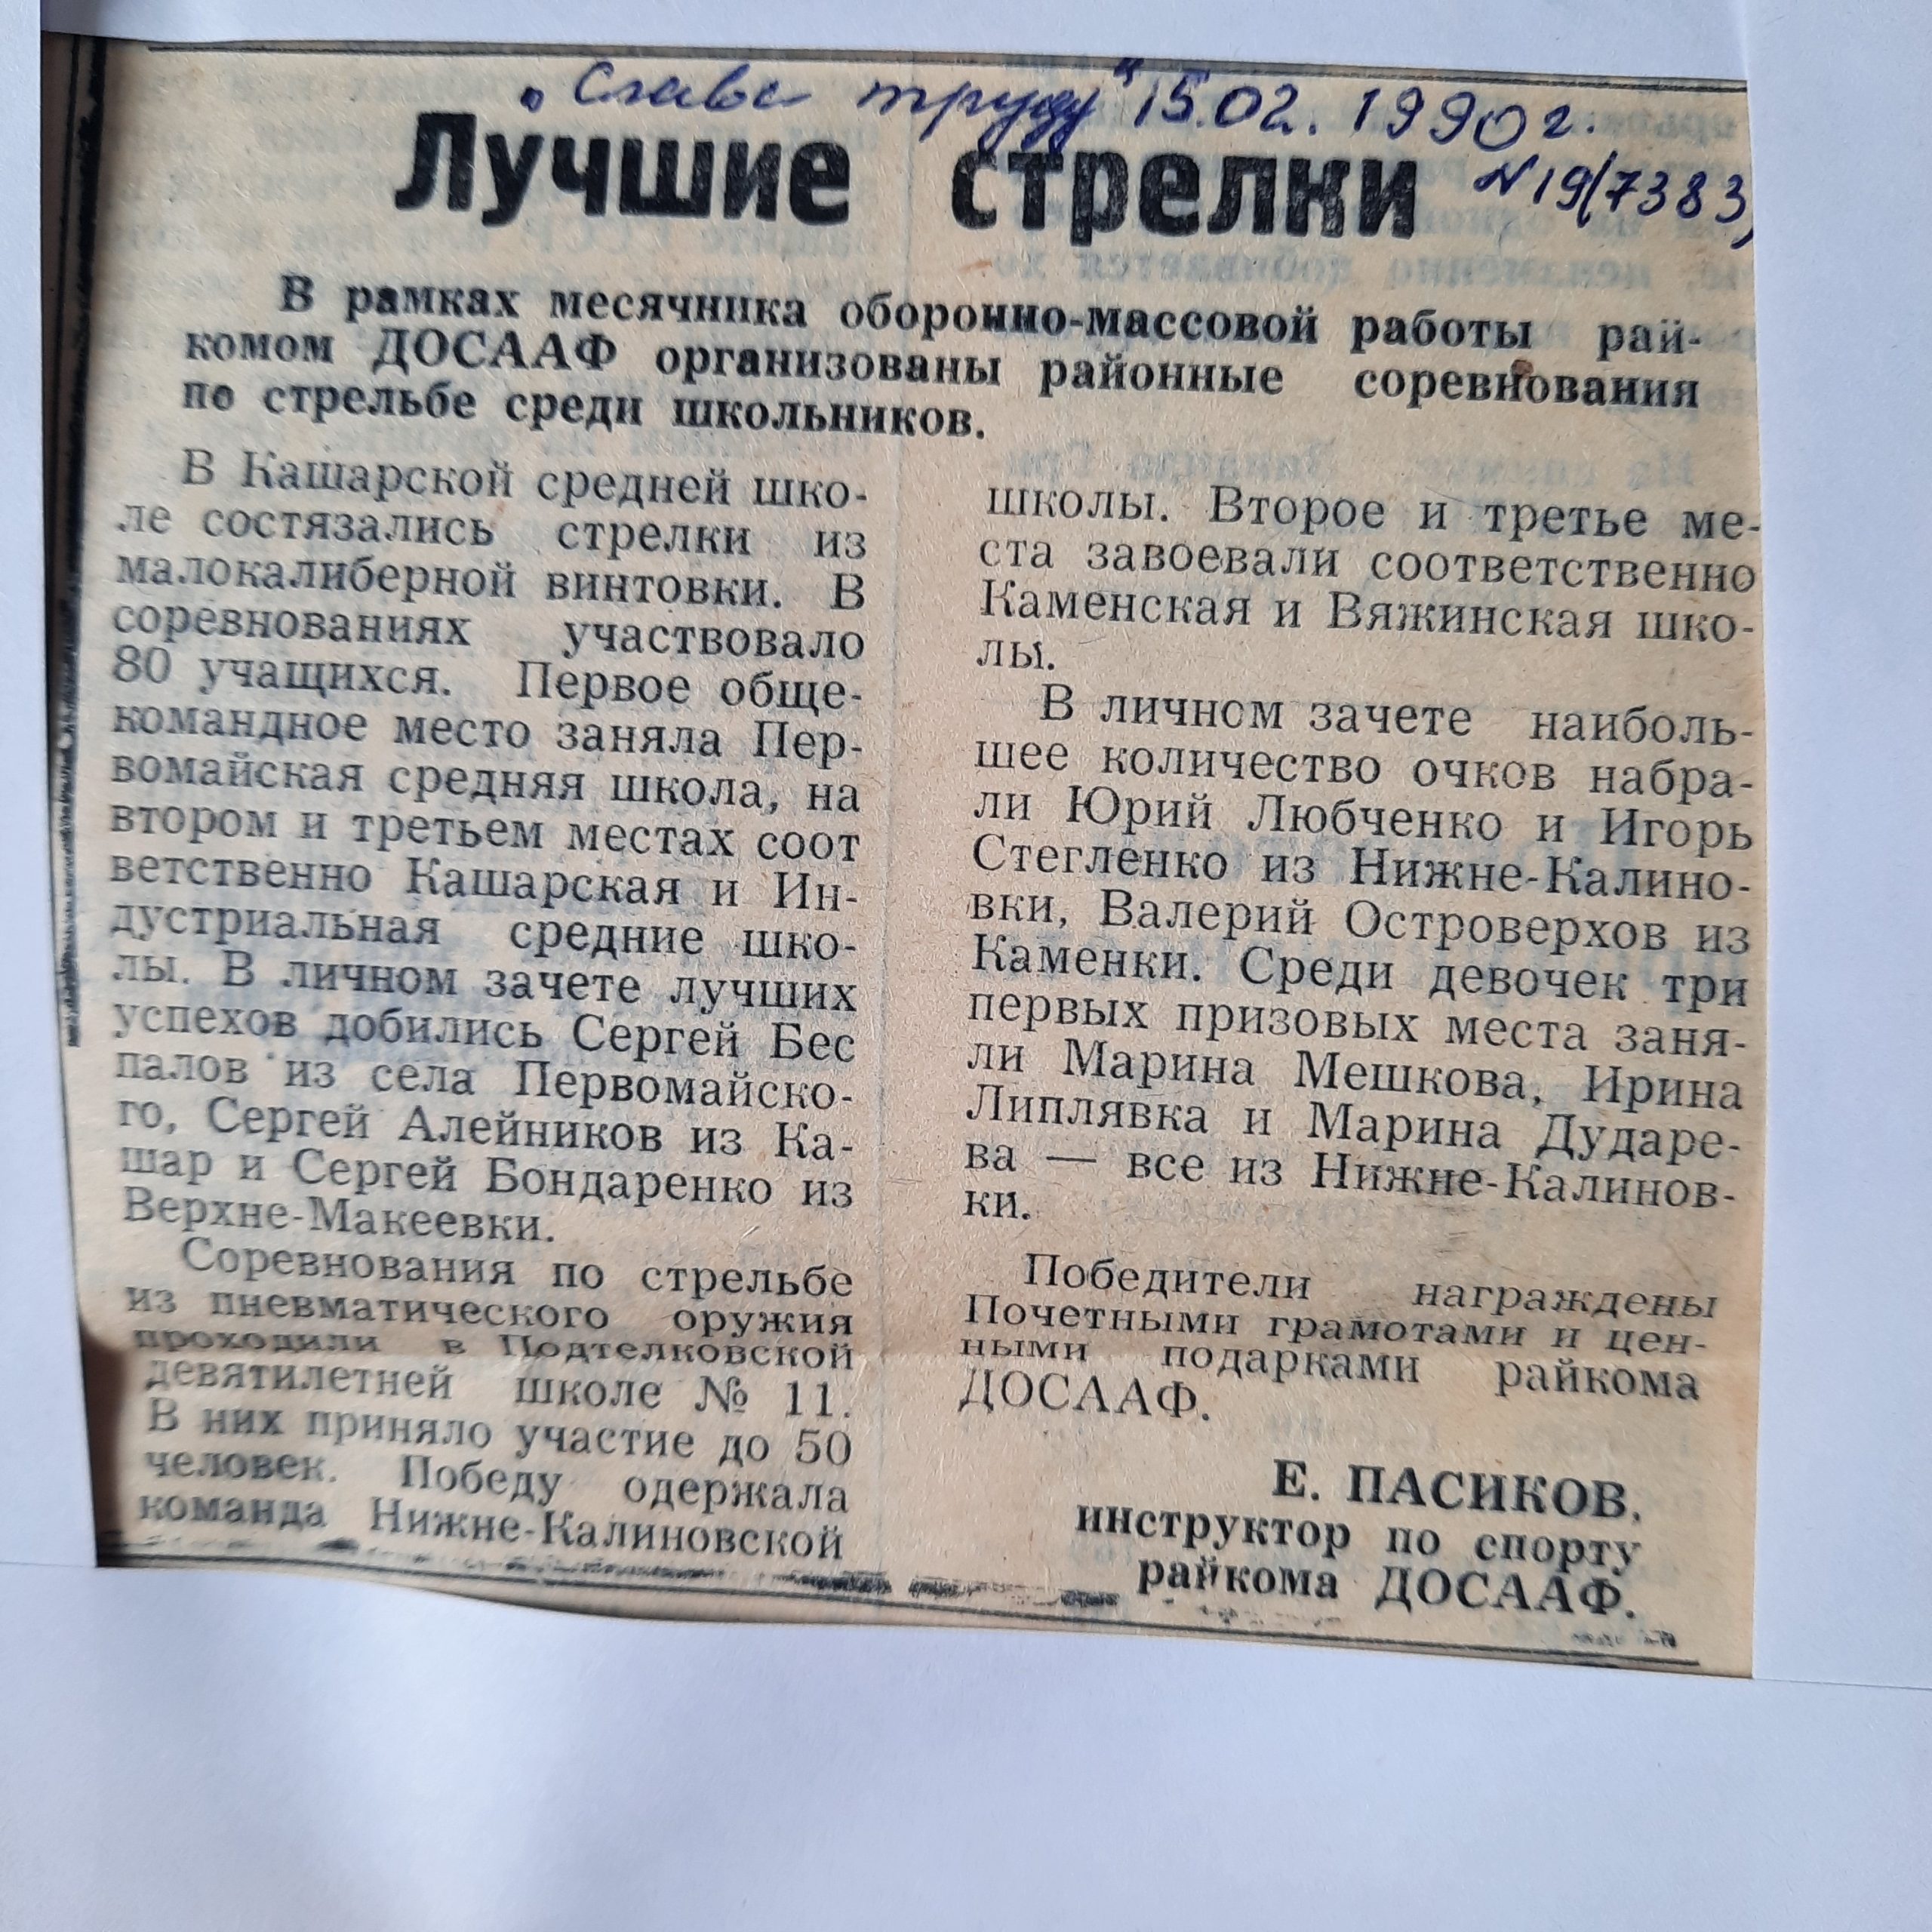 „Слава труду" 15.02.1990г.
Лучшие стрелки
N 19(7383)
В рамках месячника оборонно-массовой работы рай-
комом ДОСААФ организованы районные соревнования
по стрельбе среди школьников.
В Кашарской средней шко-
ле состязались стрелки из
малокалиберной винтовки. В
соревнованиях участвовало
80 учащихся. Первое обще-
командное место заняла Пер-
вомайская средняя школа, на
втором и третьем местах соот
ветственно Кашарская и Ин-
дустриальная средние шко-
лы. В личном зачете лучших
успехов добились Сергей Бес
палов из села Первомайско-
го, Сергей Алейников из Ка-
шар и Сергей Бондаренко из
Верхне-Макеевки.
Соревнования по стрельбе
из пневматического оружия
проходили в Подтелковской
девятилетней школе № 11.
В них приняло участие до 50
человек. Победу одержала
команда Нижне-Калиновской
школы. Второе и третье ме-
ста завоевали соответственно
Каменская и Вяжинская шко-
лы.
В личном зачете наиболь-
шее количество очков набра-
ли Юрий Любченко и Игорь
Стегленко из Нижне-Калино-
вки, Валерий Островерхов из
Каменки. Среди девочек три
первых призовых места заня-
ли Марина Мешкова, Ирина
Липлявка и Марина Дударе-
ва — все из Нижне-Калинов-
ки.
Победители награждены
Почетными грамотами и цен-
ными подарками райкома
ДОСААФ.
Е. ПАСИКОВ,
инструктор по спорту
райкома ДОСААФ.